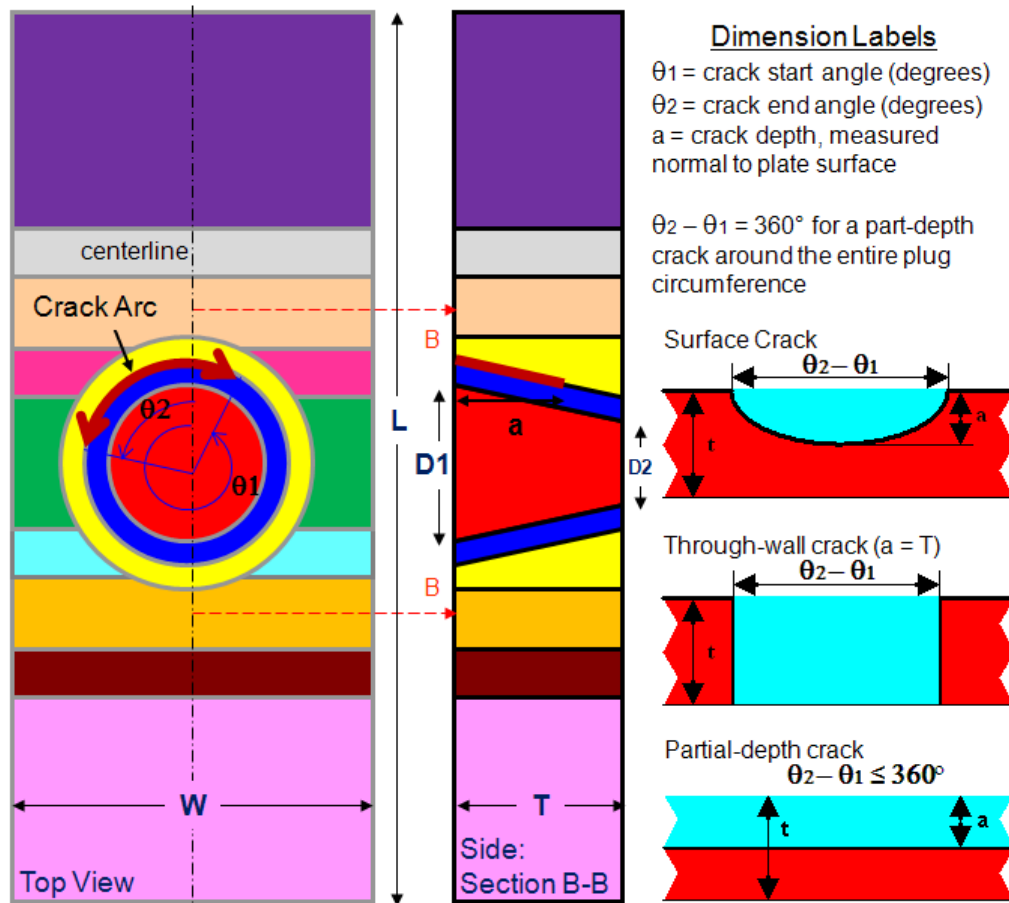 centerline
Crack Arc
θ2
θ1
W
Top View
L
B
B
a
D1
D2
T
Side:
Section B-B
Dimension Labels
θ1 = crack start angle (degrees)
θ2 = crack end angle (degrees)
a = crack depth, measured
normal to plate surface
θ2 – θ1 = 360° for a part-depth
crack around the entire plug
circumference
Surface Crack
θ2 – θ1
t
a
Through-wall crack (a = T)
θ2 – θ1
t
Partial-depth crack
θ2 – θ1 ≤ 360°
t
a